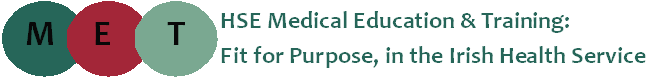 M E T
HSE Medical Education & Training:
Fit for Purpose, in the Irish Health Service